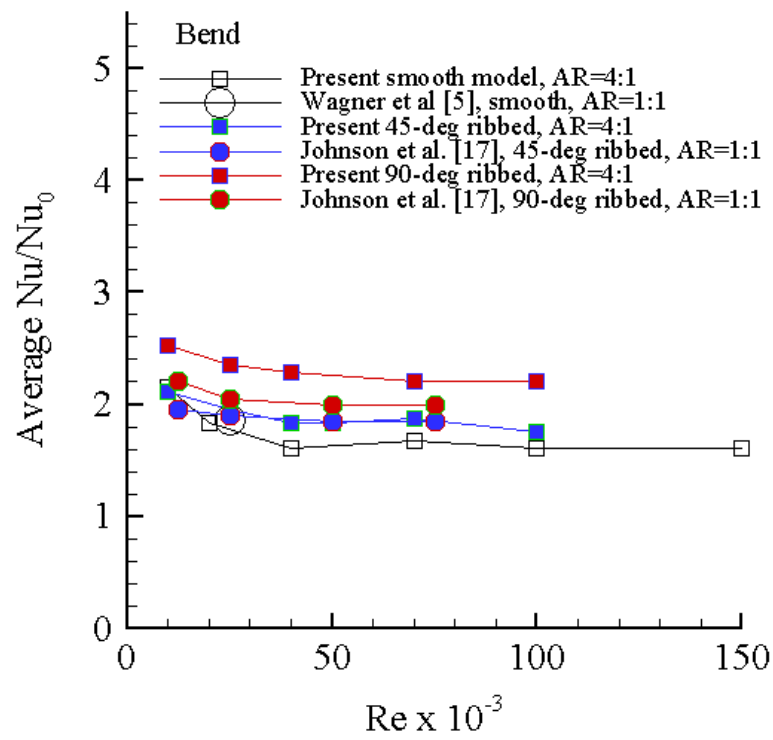 Bend
Present smooth model, AR=4:1
Wagner et al [5], smooth, AR=1:1
Present 45-deg ribbed, AR=4:1
Johnson et al. [17], 45-deg ribbed, AR=1:1
Present 90-deg ribbed, AR=4:1
Johnson et al. [17], 90-deg ribbed, AR=1:1
Average Nu/Nu₀
5
4
3
2
1
0
0 50 100 150
Re x 10⁻³